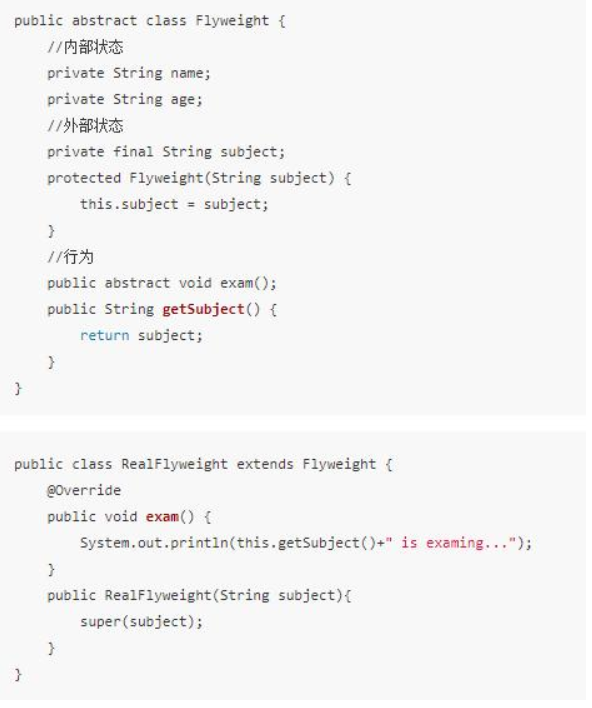 public abstract class Flyweight {
    //内部状态
    private String name;
    private String age;
    //外部状态
    private final String subject;
    protected Flyweight(String subject) {
        this.subject = subject;
    }
    //行为
    public abstract void exam();
    public String getSubject() {
        return subject;
    }
}
public class RealFlyweight extends Flyweight {
    @Override
    public void exam() {
        System.out.println(this.getSubject()+" is examing...");
    }
    public RealFlyweight(String subject){
        super(subject);
    }
}